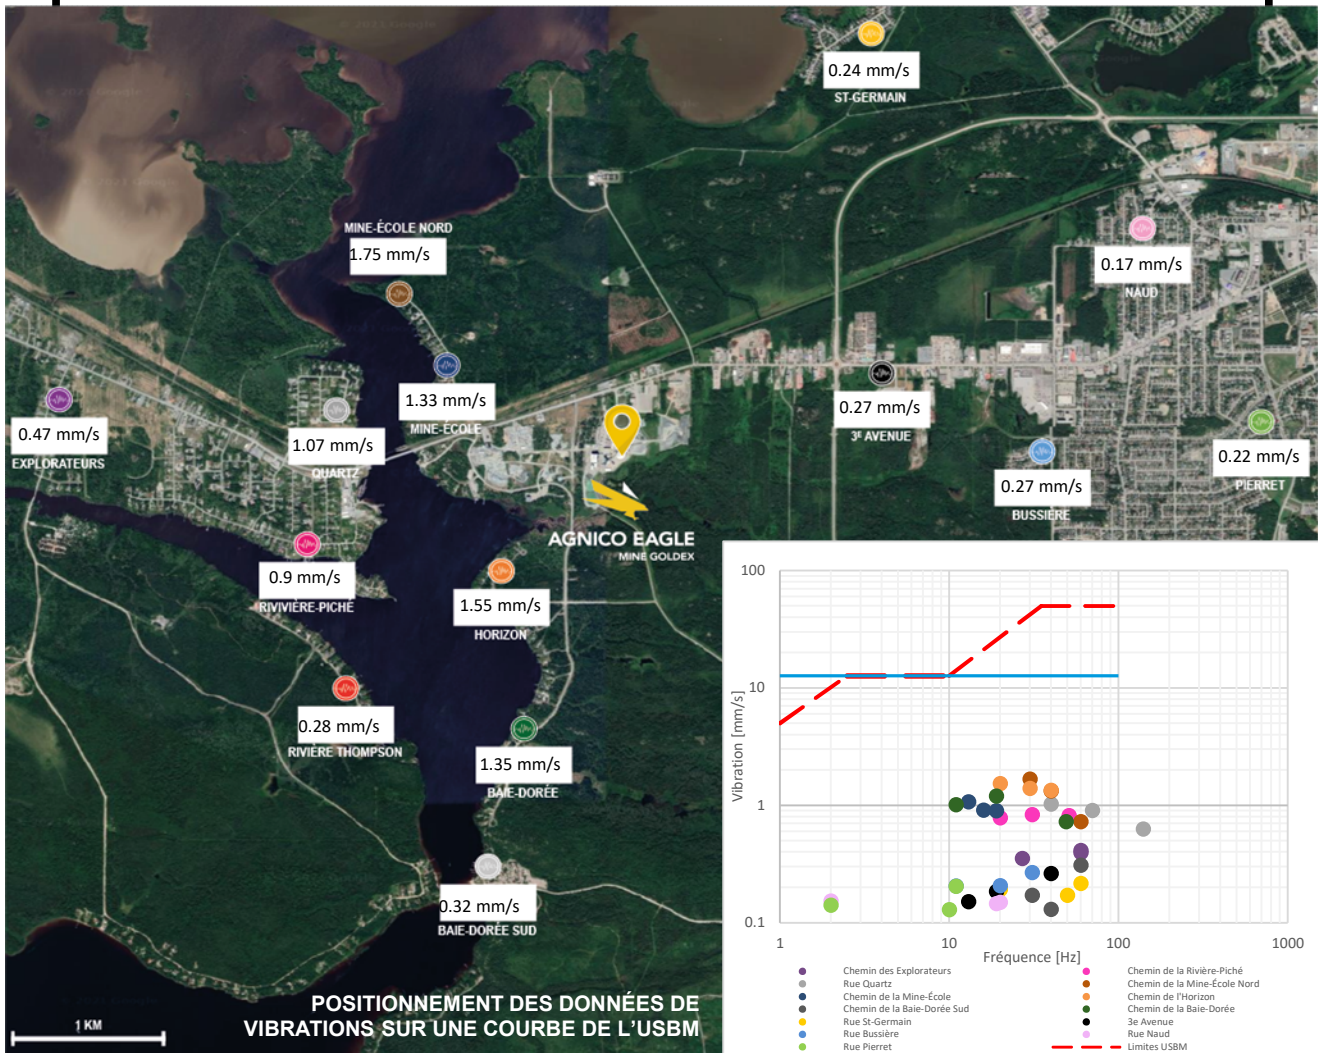 0.24 mm/s
ST-GERMAIN
MINE-ÉCOLE NORD
1.75 mm/s
0.17 mm/s
NAUD
0.47 mm/s
EXPLORATEURS
1.07 mm/s
QUARTZ
1.33 mm/s
MINE-ÉCOLE
0.27 mm/s
3E AVENUE
0.27 mm/s
BUSSIÈRE
0.22 mm/s
PIERRET
AGNICO EAGLE
MINE GOLDEX
0.9 mm/s
RIVIVIÈRE-PICHÉ
1.55 mm/s
HORIZON
0.28 mm/s
RIVIÈRE THOMPSON
1.35 mm/s
BAIE-DORÉE
0.32 mm/s
BAIE-DORÉE SUD
POSITIONNEMENT DES DONNÉES DE
VIBRATIONS SUR UNE COURBE DE L'USBM
1 KM
100
10
1
0.1
Vibration [mm/s]
1
10
100
1000
Fréquence [Hz]
Chemin des Explorateurs
Chemin de la Rivière-Piché
Rue Quartz
Chemin de la Mine-École Nord
Chemin de la Mine-École
Chemin de l'Horizon
Chemin de la Baie-Dorée Sud
Chemin de la Baie-Dorée
Rue St-Germain
3e Avenue
Rue Bussière
Rue Naud
Rue Pierret
Limites USBM